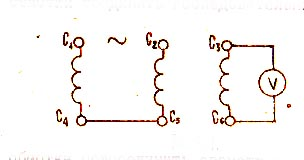 C₁ ~ C₂ C₃
V
C₄ C₅ C₆